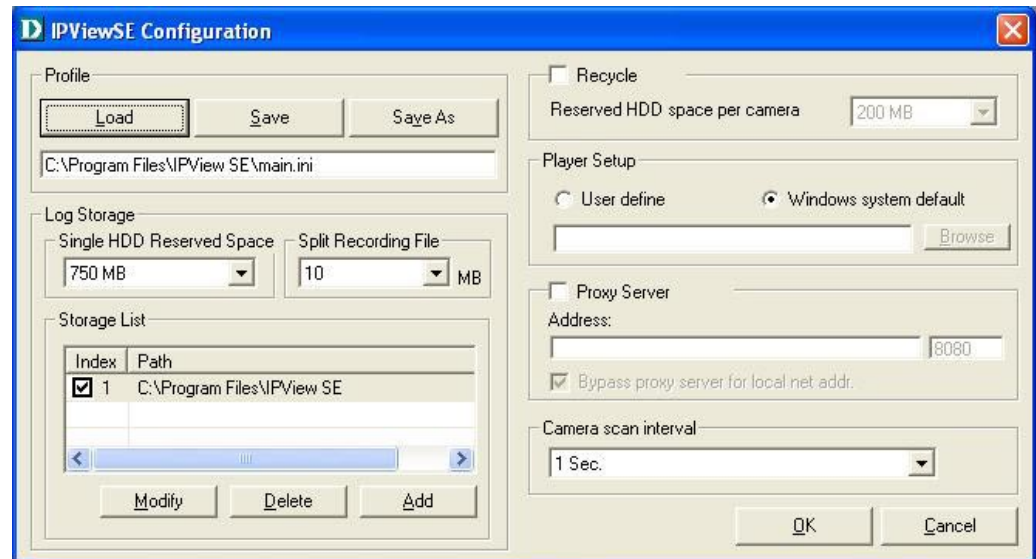 D IPViewSE Configuration
Profile
Load Save Save As
C:\Program Files\IPView SE\main.ini
Log Storage
Single HDD Reserved Space
750 MB
Split Recording File
10 MB
Storage List
Index Path
1 C:\Program Files\IPView SE
Modify Delete Add
Recycle
Reserved HDD space per camera 200 MB
Player Setup
User define Windows system default
Browse
Proxy Server
Address:
8080
Bypass proxy server for local net addr.
Camera scan interval
1 Sec.
OK Cancel